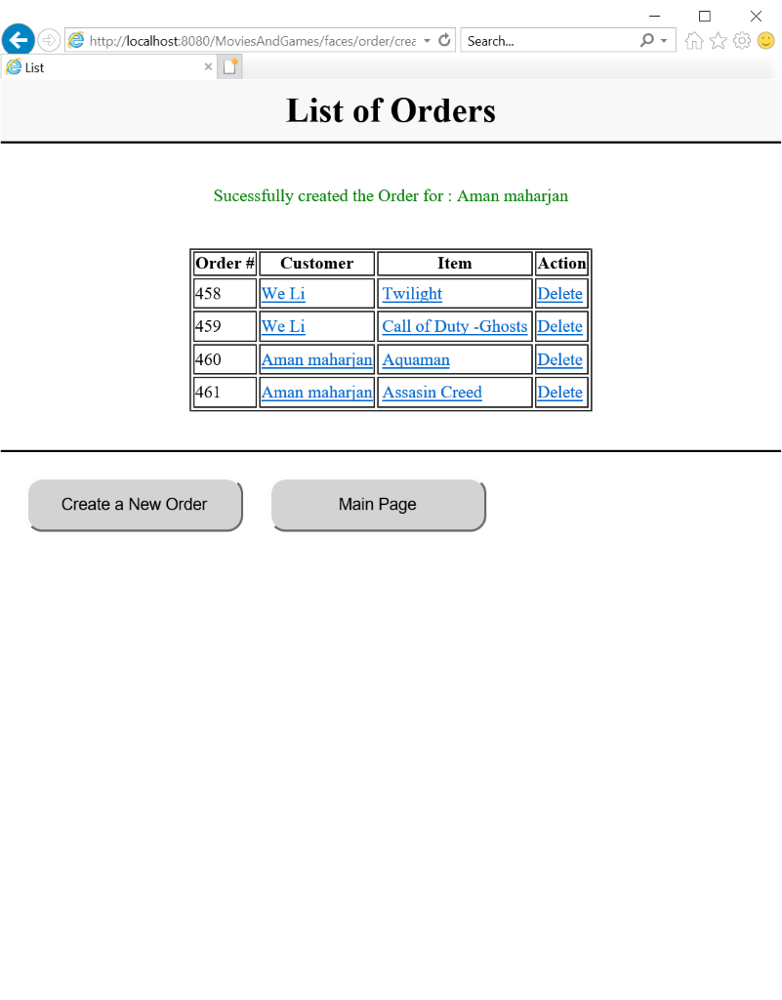 http://localhost:8080/MoviesAndGames/faces/order/crea
Search...
List
List of Orders
Sucessfully created the Order for : Aman maharjan
Order # Customer Item Action
458 We Li Twilight Delete
459 We Li Call of Duty -Ghosts Delete
460 Aman maharjan Aquaman Delete
461 Aman maharjan Assasin Creed Delete
Create a New Order Main Page